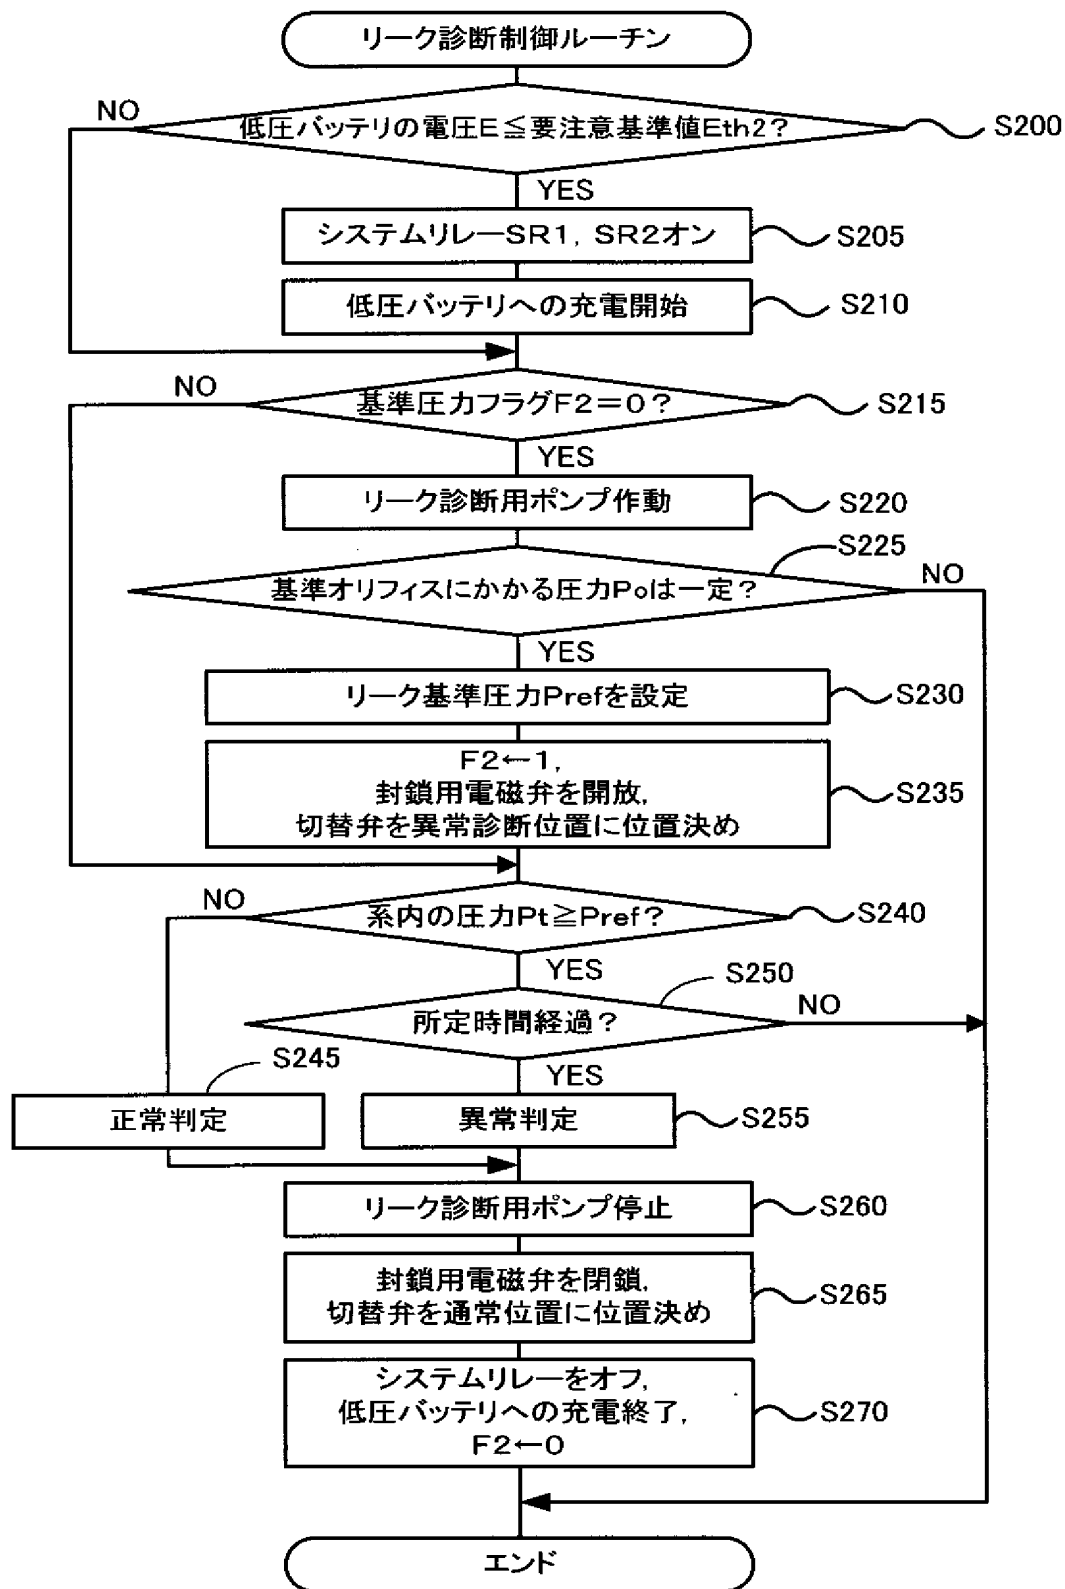 リーク診断制御ルーチン
NO
低圧バッテリの電圧E≦要注意基準値Eth2?
S200
YES
システムリレーSR1，SR2オン
S205
低圧バッテリへの充電開始
S210
NO
基準圧力フラグF2=0?
S215
YES
リーク診断用ポンプ作動
S220
S225
基準オリフィスにかかる圧力Poは一定?
NO
YES
リーク基準圧力Prefを設定
S230
F2←1，
封鎖用電磁弁を開放，
切替弁を異常診断位置に位置決め
S235
NO
系内の圧力Pt≧Pref?
S240
YES
S250
所定時間経過?
NO
S245
YES
正常判定
異常判定
S255
リーク診断用ポンプ停止
S260
封鎖用電磁弁を閉鎖，
切替弁を通常位置に位置決め
S265
システムリレーをオフ，
低圧バッテリへの充電終了，
F2←0
S270
エンド